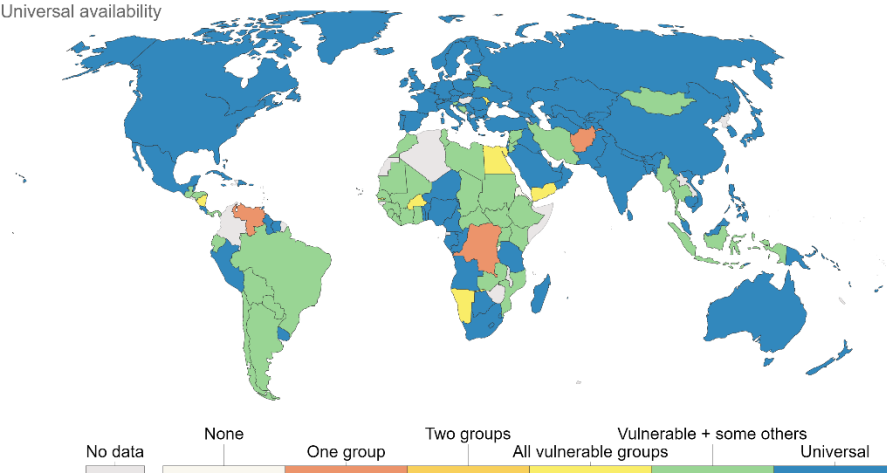 Universal availability
No data
None
One group
Two groups
All vulnerable groups
Vulnerable + some others
Universal